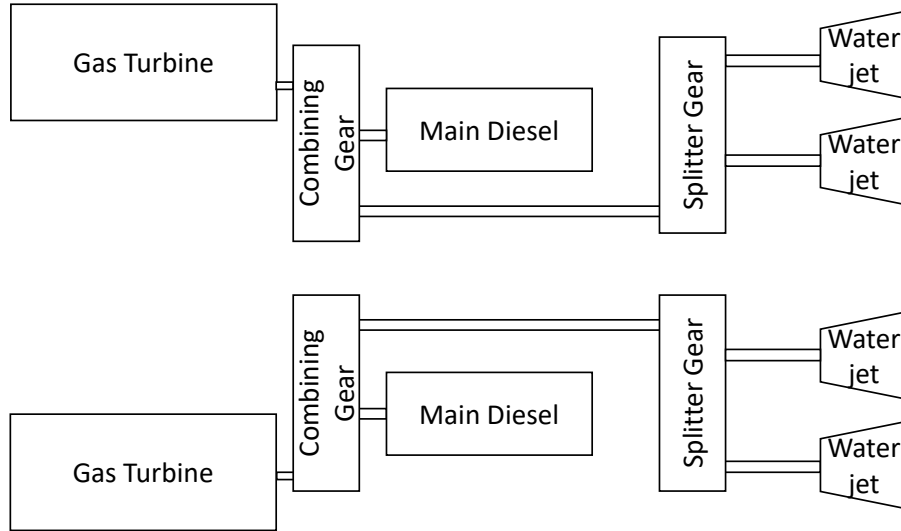 Gas Turbine
Combining
Gear
Main Diesel
Splitter Gear
Water
jet
Water
jet
Combining
Gear
Main Diesel
Gas Turbine
Splitter Gear
Water
jet
Water
jet